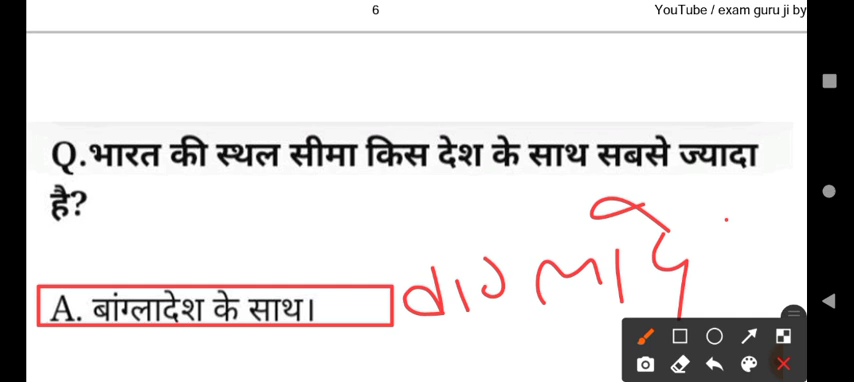 6
YouTube / exam guru ji by
Q.भारत की स्थल सीमा किस देश के साथ सबसे ज्यादा
है?
A. बांग्लादेश के साथ।